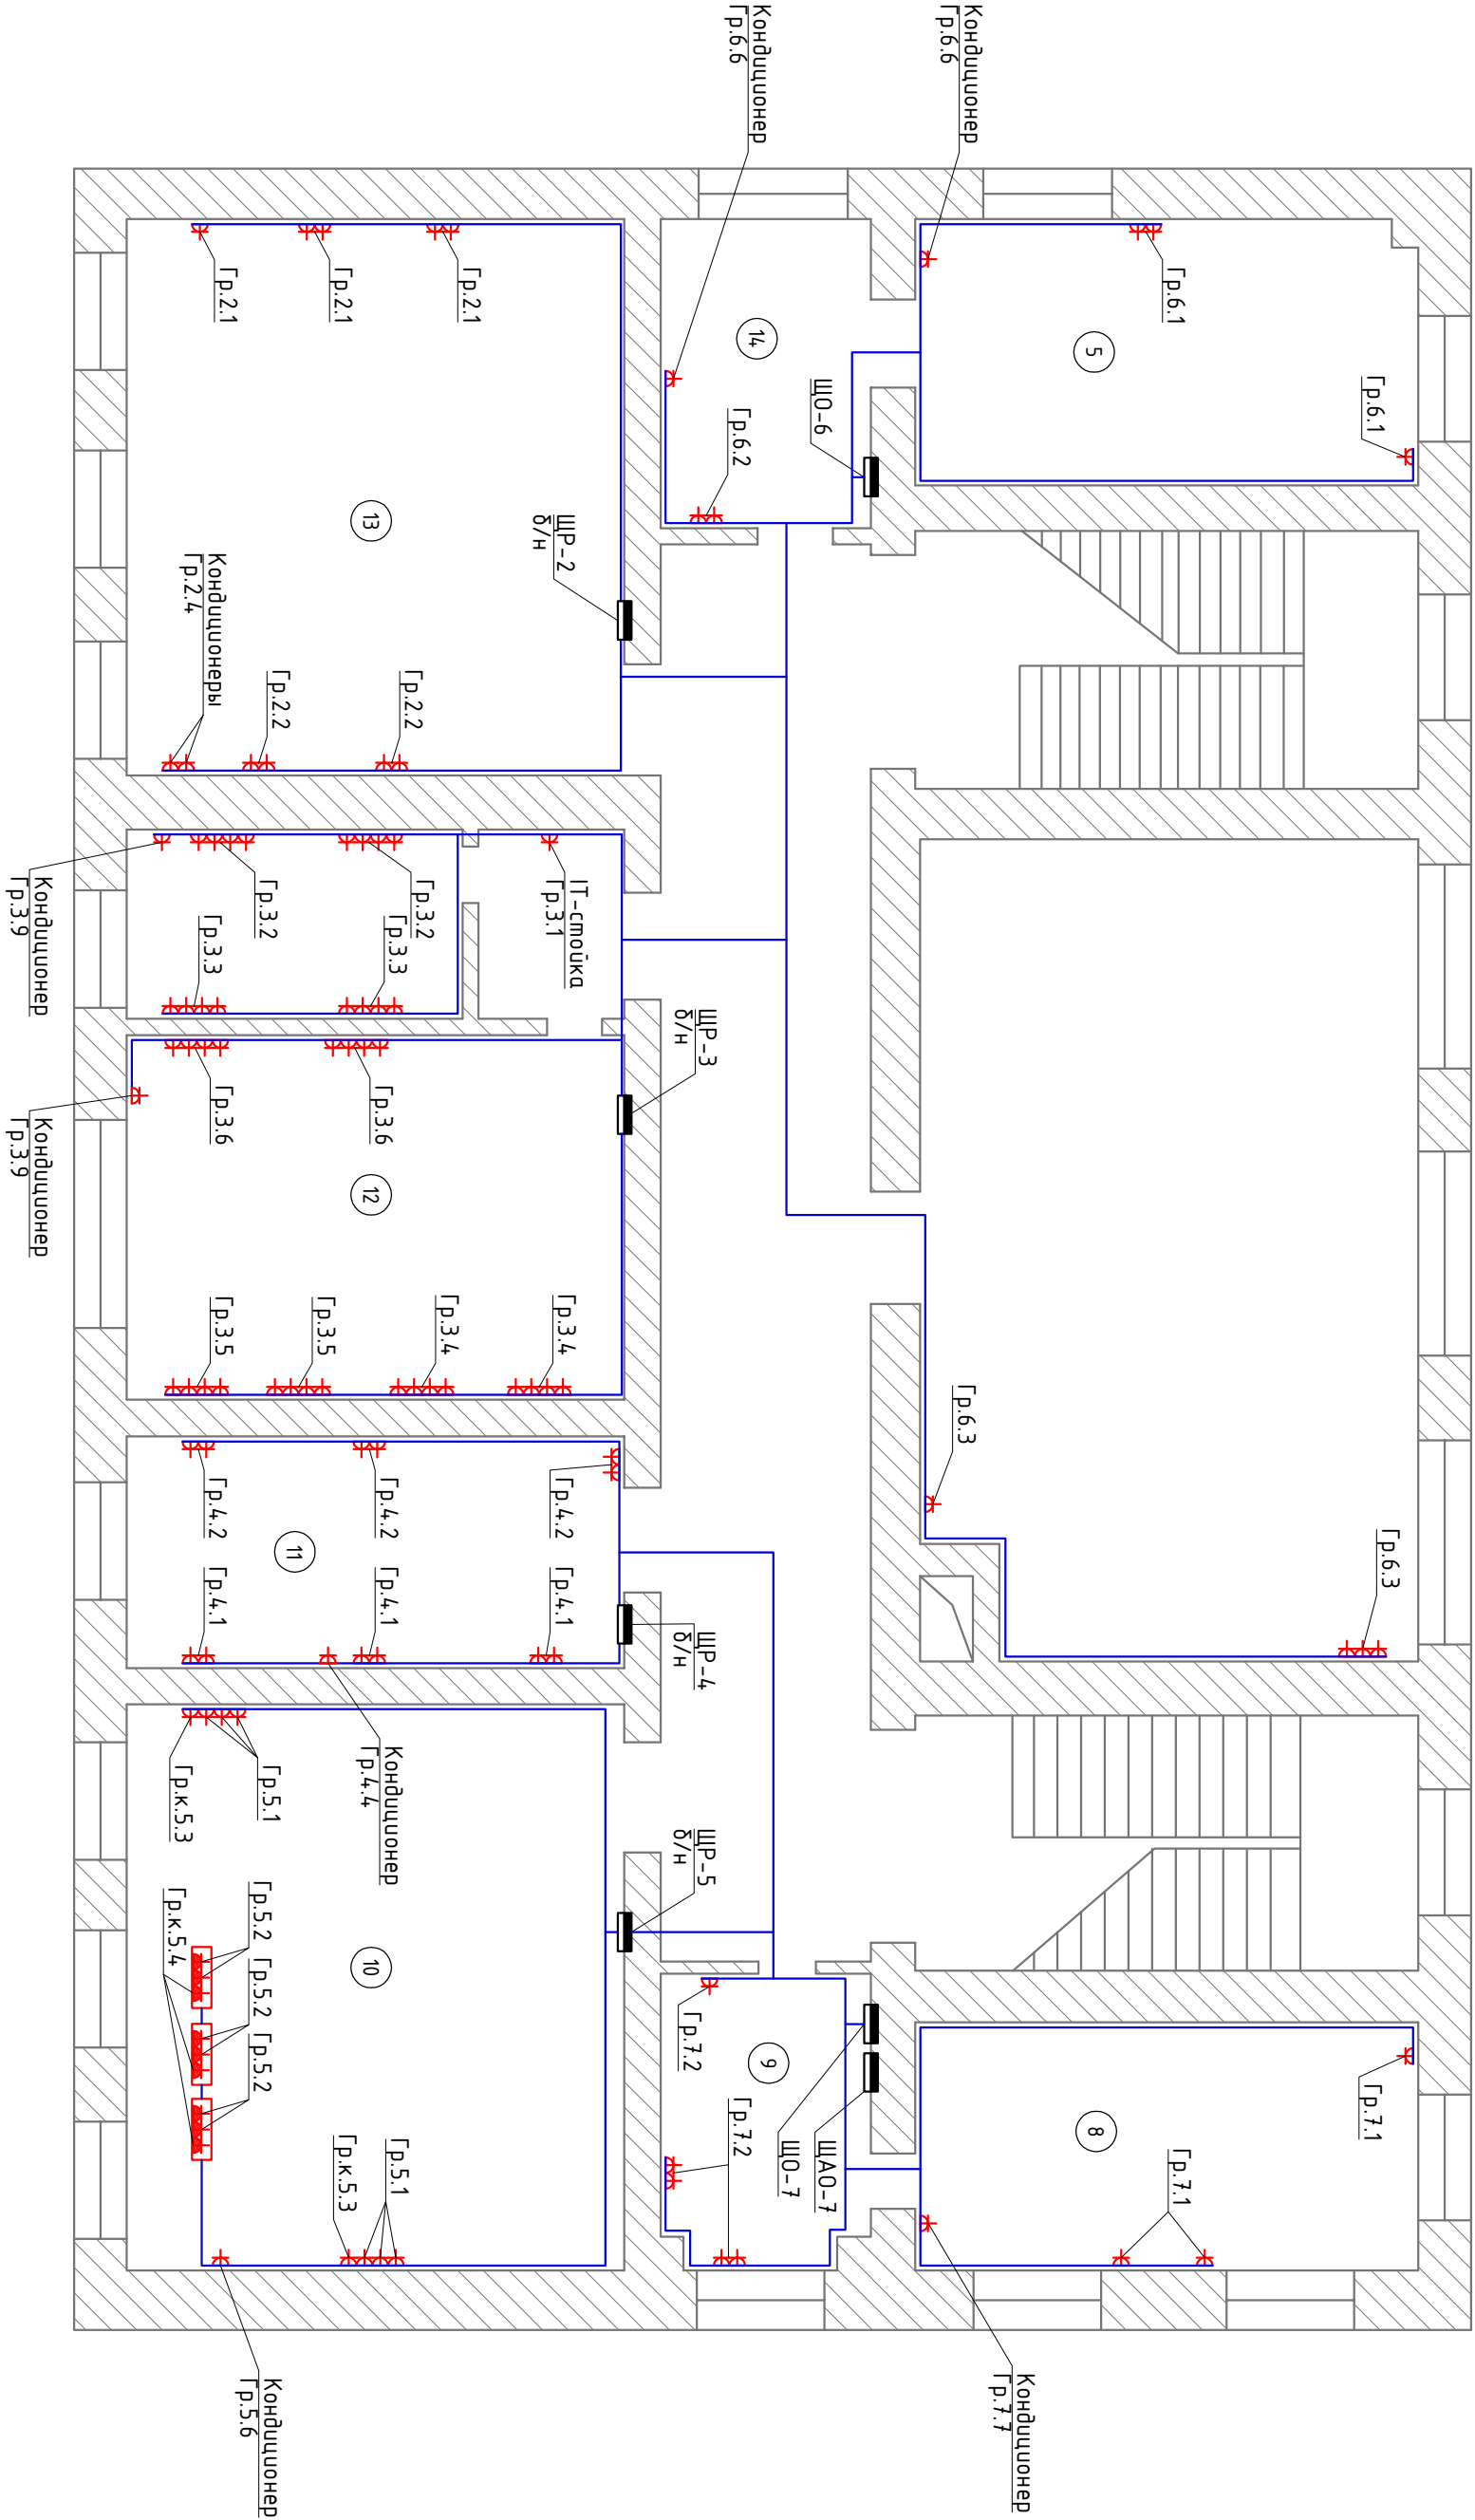 Кондиционер
Гр.6.6
Кондиционер
Гр.6.6
Гр.6.1
5
Гр.6.1
14
ЩО-6
Гр.6.2
Гр.2.1
Гр.2.1
Гр.2.1
13
ЩР-2
б/н
Кондиционеры
Гр.2.4
Гр.2.2
Гр.2.2
IT-стойка
Гр.3.1
Гр.3.2
Гр.3.2
Гр.3.3
Гр.3.3
Кондиционер
Гр.3.9
ЩР-3
б/н
Гр.3.6
Гр.3.6
Кондиционер
Гр.3.9
12
Гр.3.4
Гр.3.4
Гр.3.5
Гр.3.5
Гр.6.3
Гр.6.3
Гр.4.2
Гр.4.2
Гр.4.2
11
Гр.4.1
Гр.4.1
Гр.4.1
ЩР-4
б/н
Кондиционер
Гр.4.4
Гр.5.1
Гр.к.5.3
ЩР-5
б/н
Гр.5.2
Гр.5.2
Гр.5.2
Гр.к.5.4
10
Гр.5.1
Гр.к.5.3
Гр.7.2
9
Гр.7.2
ЩО-7
ЩАО-7
8
Гр.7.1
Гр.7.1
Кондиционер
Гр.7.7
Кондиционер
Гр.5.6